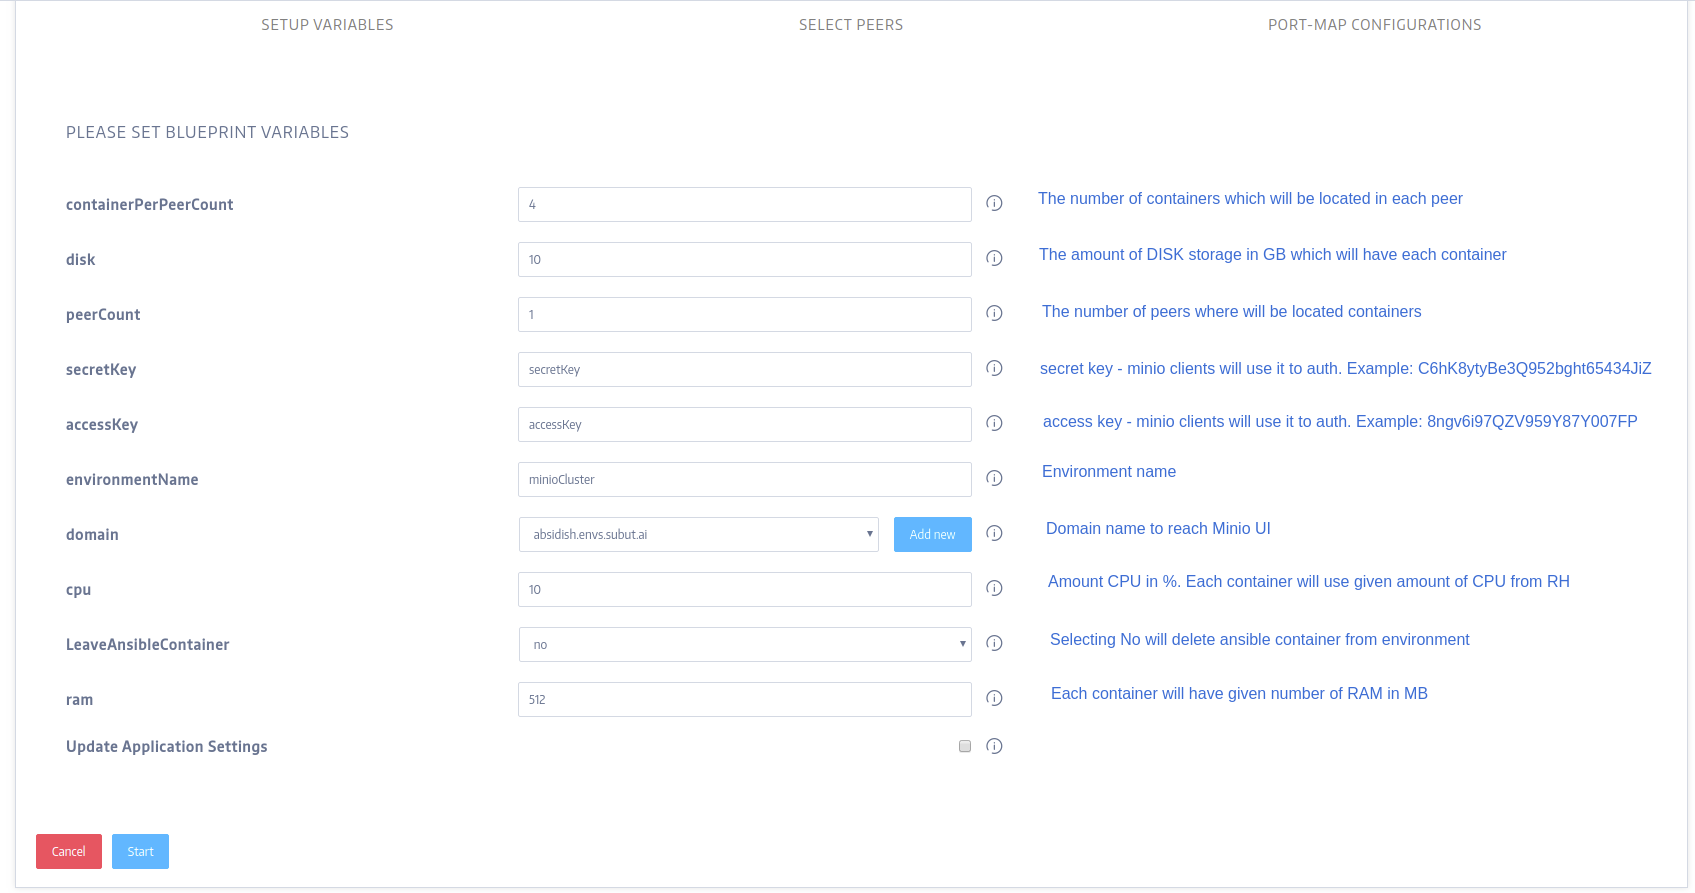 SETUP VARIABLES SELECT PEERS PORT-MAP CONFIGURATIONS
PLEASE SET BLUEPRINT VARIABLES
containerPerPeerCount 4 The number of containers which will be located in each peer
disk 10 The amount of DISK storage in GB which will have each container
peerCount 1 The number of peers where will be located containers
secretKey secretKey secret key - minio clients will use it to auth. Example: C6hK8ytyBe3Q952bght65434JiZ
accessKey accessKey access key - minio clients will use it to auth. Example: 8ngv6i97QZV959Y87Y007FP
environmentName minioCluster Environment name
domain absidish.envs.subut.ai Add new Domain name to reach Minio UI
cpu 10 Amount CPU in %. Each container will use given amount of CPU from RH
LeaveAnsibleContainer no Selecting No will delete ansible container from environment
ram 512 Each container will have given number of RAM in MB
Update Application Settings
Cancel Start